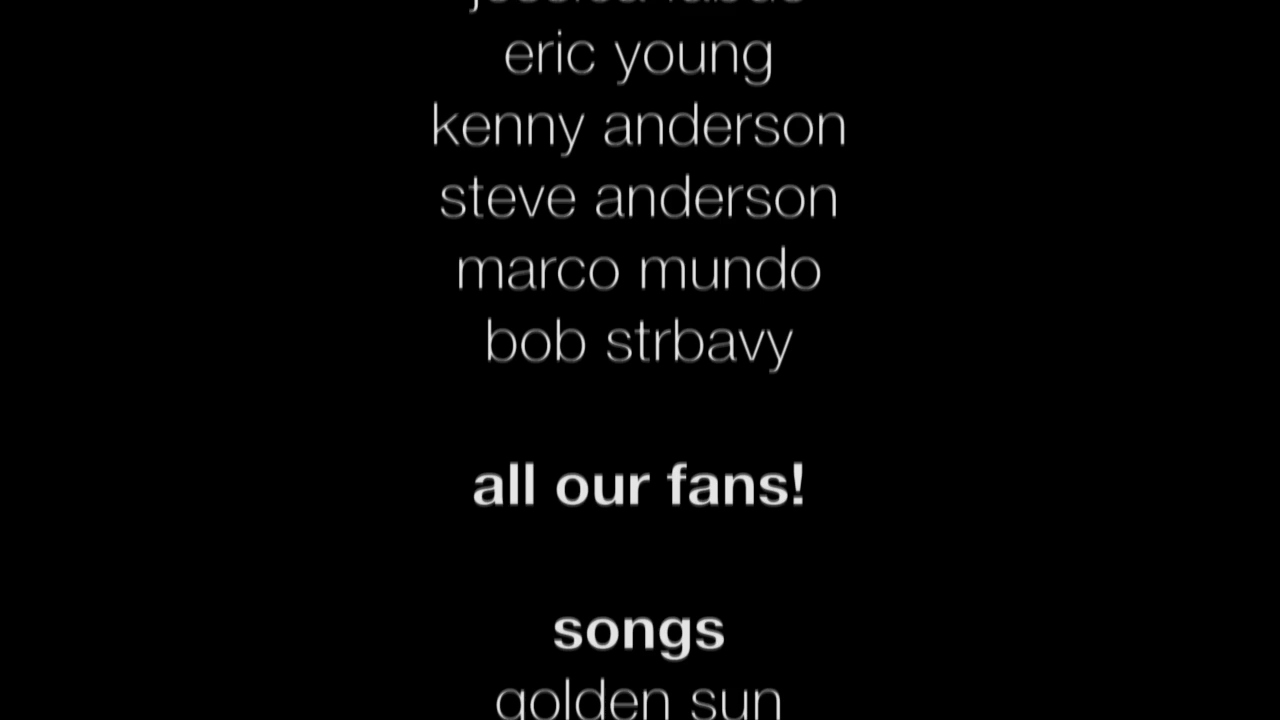 eric young
kenny anderson
steve anderson
marco mundo
bob strbavy
all our fans!
songs
golden sun